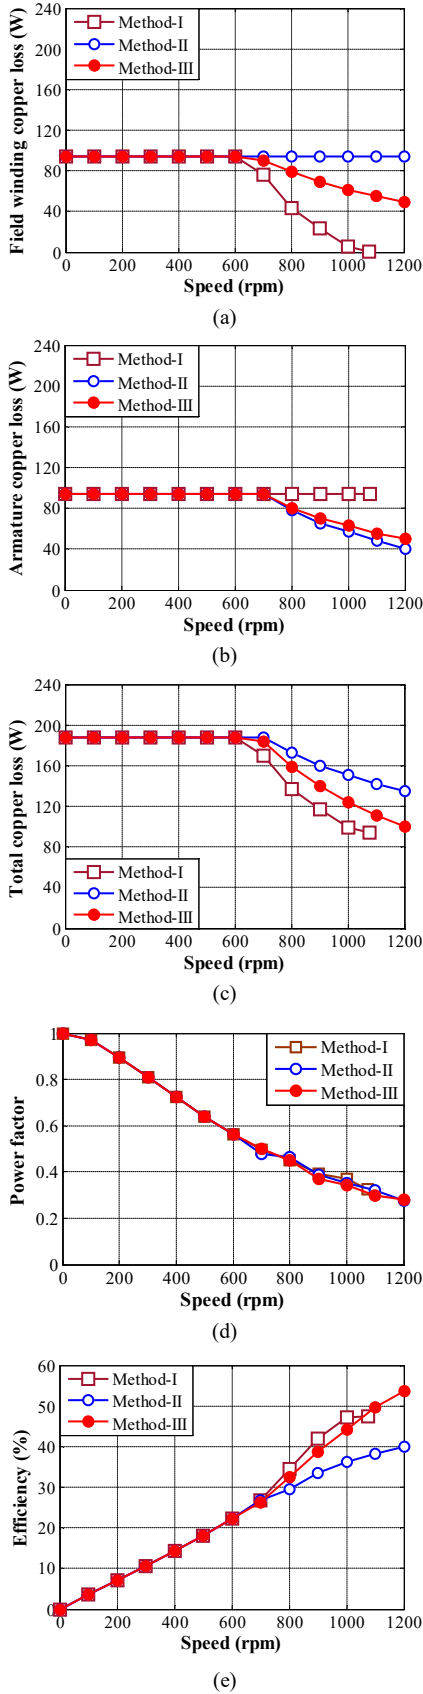 240
200
160
120
80
40
0
Field winding copper loss (W)
Method-I
Method-II
Method-III
0 200 400 600 800 1000 1200
Speed (rpm)
(a)
240
200
160
120
80
40
0
Armature copper loss (W)
Method-I
Method-II
Method-III
0 200 400 600 800 1000 1200
Speed (rpm)
(b)
240
200
160
120
80
40
0
Total copper loss (W)
Method-I
Method-II
Method-III
0 200 400 600 800 1000 1200
Speed (rpm)
(c)
1
0.8
0.6
0.4
0.2
0
Power factor
Method-I
Method-II
Method-III
0 200 400 600 800 1000 1200
Speed (rpm)
(d)
60
50
40
30
20
10
0
Efficiency (%)
Method-I
Method-II
Method-III
0 200 400 600 800 1000 1200
Speed (rpm)
(e)